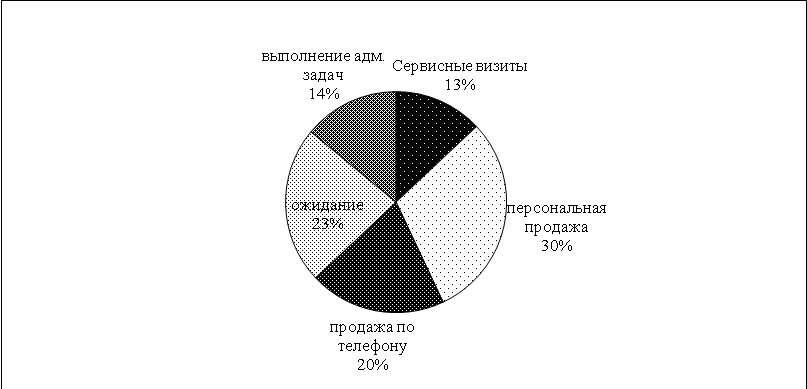 выполнение адм.
задач
14%
Сервисные визиты
13%
персональная
продажа
30%
ожидание
23%
продажа по
телефону
20%